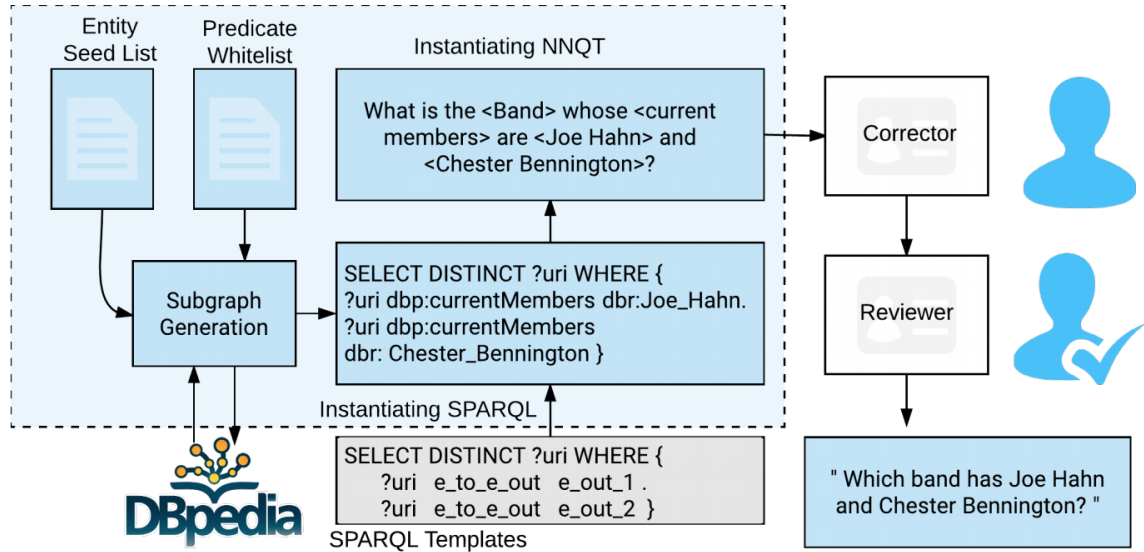 Entity
Seed List
Predicate
Whitelist
Instantiating NNQT
What is the <Band> whose <current
members> are <Joe Hahn> and
<Chester Bennington>?
Corrector
Subgraph
Generation
SELECT DISTINCT ?uri WHERE {
?uri dbp:currentMembers dbr:Joe_Hahn.
?uri dbp:currentMembers
dbr: Chester_Bennington }
Reviewer
Instantiating SPARQL
DBpedia
SELECT DISTINCT ?uri WHERE {
?uri e_to_e_out e_out_1 .
?uri e_to_e_out e_out_2 }
SPARQL Templates
" Which band has Joe Hahn
and Chester Bennington? "